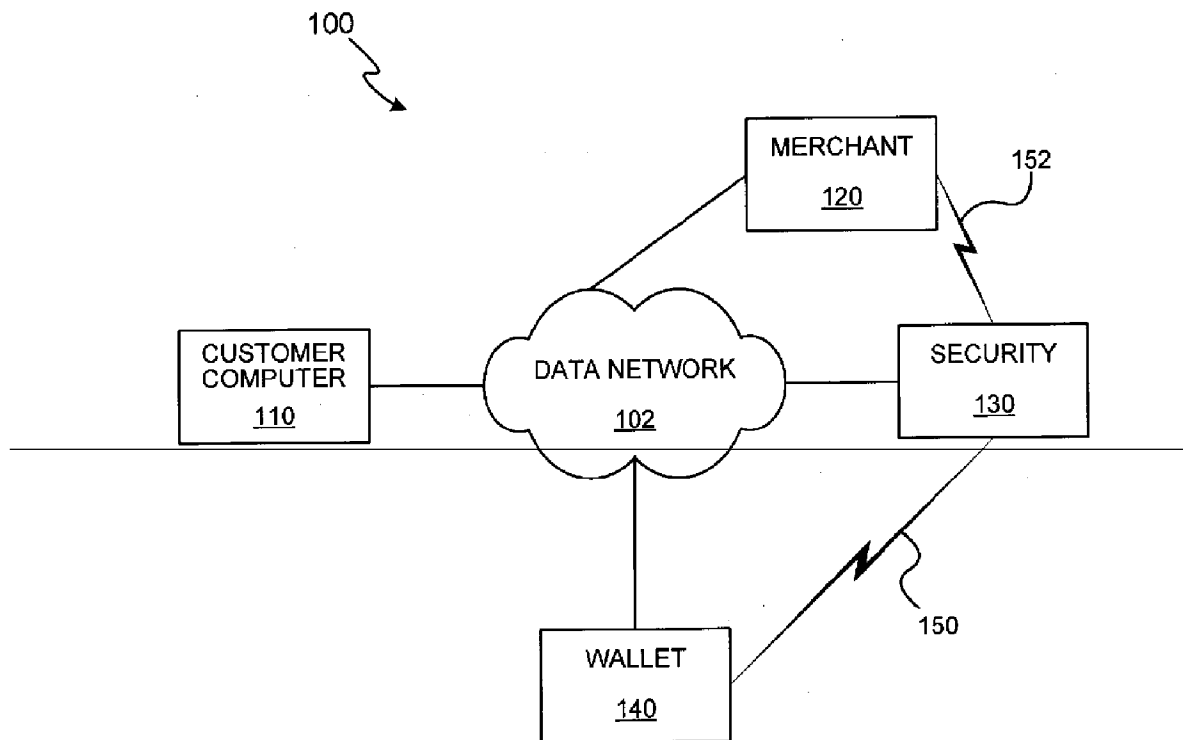 100
MERCHANT
120
152
CUSTOMER
COMPUTER
110
DATA NETWORK
102
SECURITY
130
150
WALLET
140